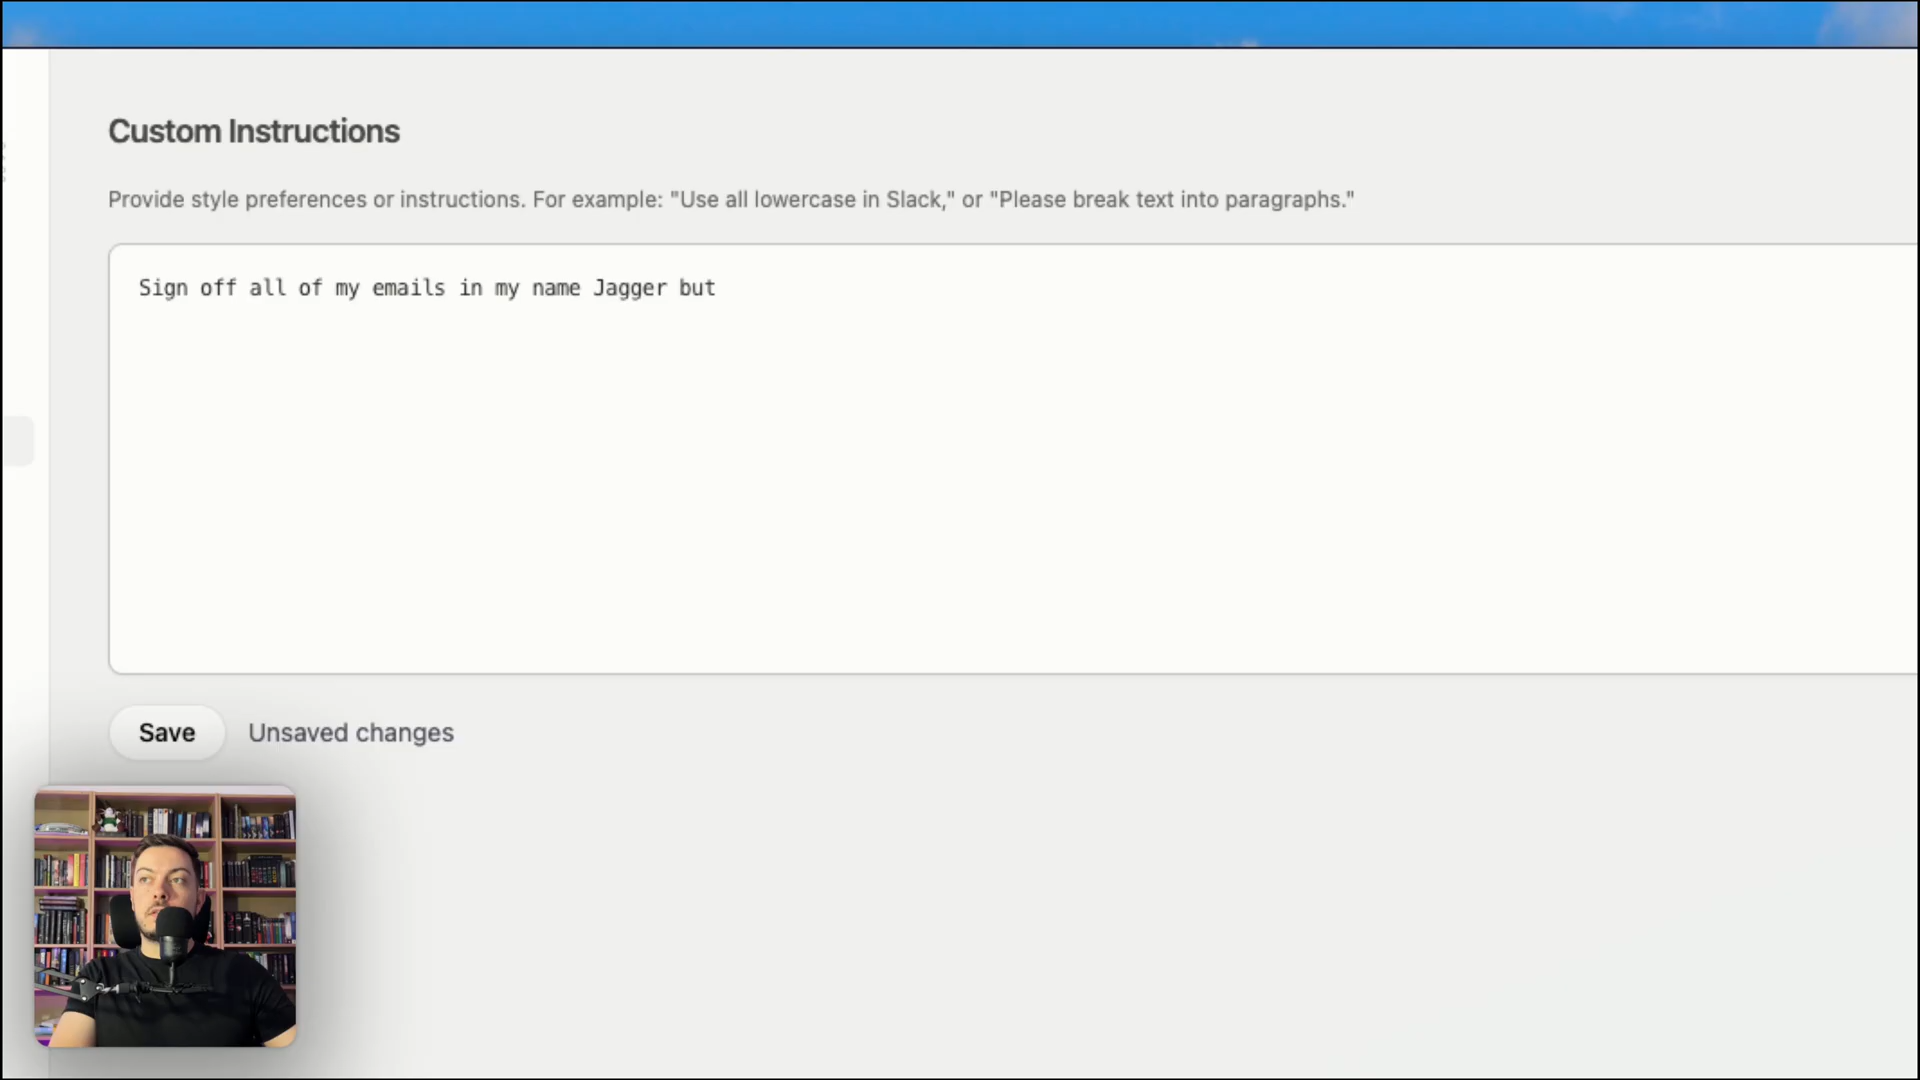 Custom Instructions
Provide style preferences or instructions. For example: "Use all lowercase in Slack," or "Please break text into paragraphs."
Sign off all of my emails in my name Jagger but
Save
Unsaved changes